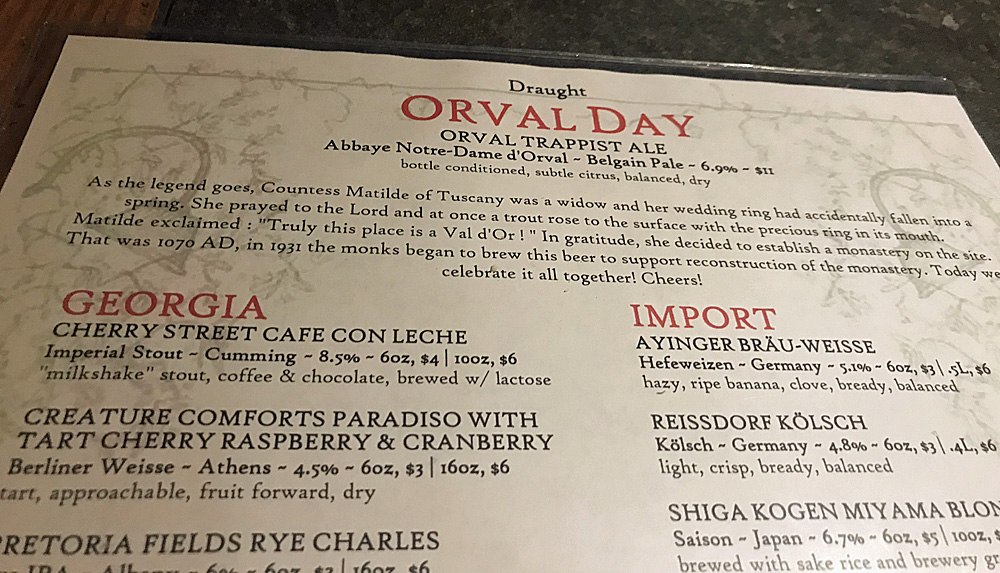 Draught
ORVAL DAY
ORVAL TRAPPIST ALE
Abbaye Notre-Dame d'Orval ~ Belgain Pale ~ 6.9% ~ $11
bottle conditioned, subtle citrus, balanced, dry
As the legend goes, Countess Matilde of Tuscany was a widow and her wedding ring had accidentally fallen into a
spring. She prayed to the Lord and at once a trout rose to the surface with the precious ring in its mouth.
Matilde exclaimed : "Truly this place is a Val d'Or ! " In gratitude, she decided to establish a monastery on the site.
That was 1070 AD, in 1931 the monks began to brew this beer to support reconstruction of the monastery. Today we
celebrate it all together! Cheers!
GEORGIA
CHERRY STREET CAFE CON LECHE
Imperial Stout ~ Cumming ~ 8.5% ~ 6oz, $4 | 10oz, $6
"milkshake" stout, coffee & chocolate, brewed w/ lactose
CREATURE COMFORTS PARADISO WITH
TART CHERRY RASPBERRY & CRANBERRY
Berliner Weisse ~ Athens ~ 4.5% ~ 6oz, $3 | 16oz, $6
tart, approachable, fruit forward, dry
PRETORIA FIELDS RYE CHARLES
IPA ~ Albany ~ 6% ~ 6oz, $3 | 16oz, $6
IMPORT
AYINGER BRÄU-WEISSE
Hefeweizen ~ Germany ~ 5.1% ~ 6oz, $3 | .5L, $6
hazy, ripe banana, clove, bready, balanced
REISSDORF KÖLSCH
Kölsch ~ Germany ~ 4.8% ~ 6oz, $3 | .4L, $6
light, crisp, bready, balanced
SHIGA KOGEN MIYAMA BLON
Saison ~ Japan ~ 6.7% ~ 6oz, $5 | 10oz,
brewed with sake rice and brewery gr